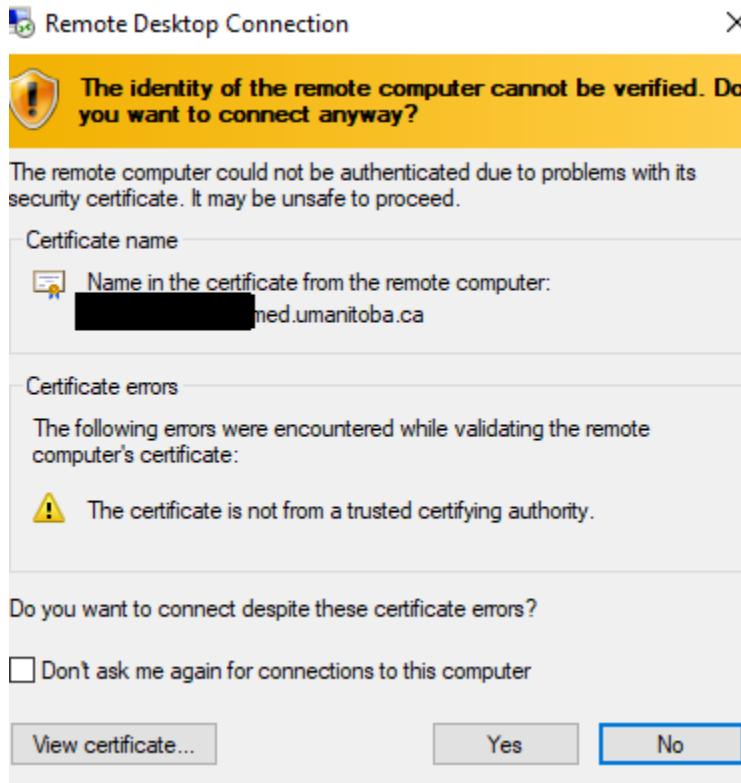 Remote Desktop Connection
The identity of the remote computer cannot be verified. Do
you want to connect anyway?
The remote computer could not be authenticated due to problems with its
security certificate. It may be unsafe to proceed.
Certificate name
Name in the certificate from the remote computer:
med.umanitoba.ca
Certificate errors
The following errors were encountered while validating the remote
computer's certificate:
The certificate is not from a trusted certifying authority.
Do you want to connect despite these certificate errors?
Don't ask me again for connections to this computer
View certificate...
Yes
No